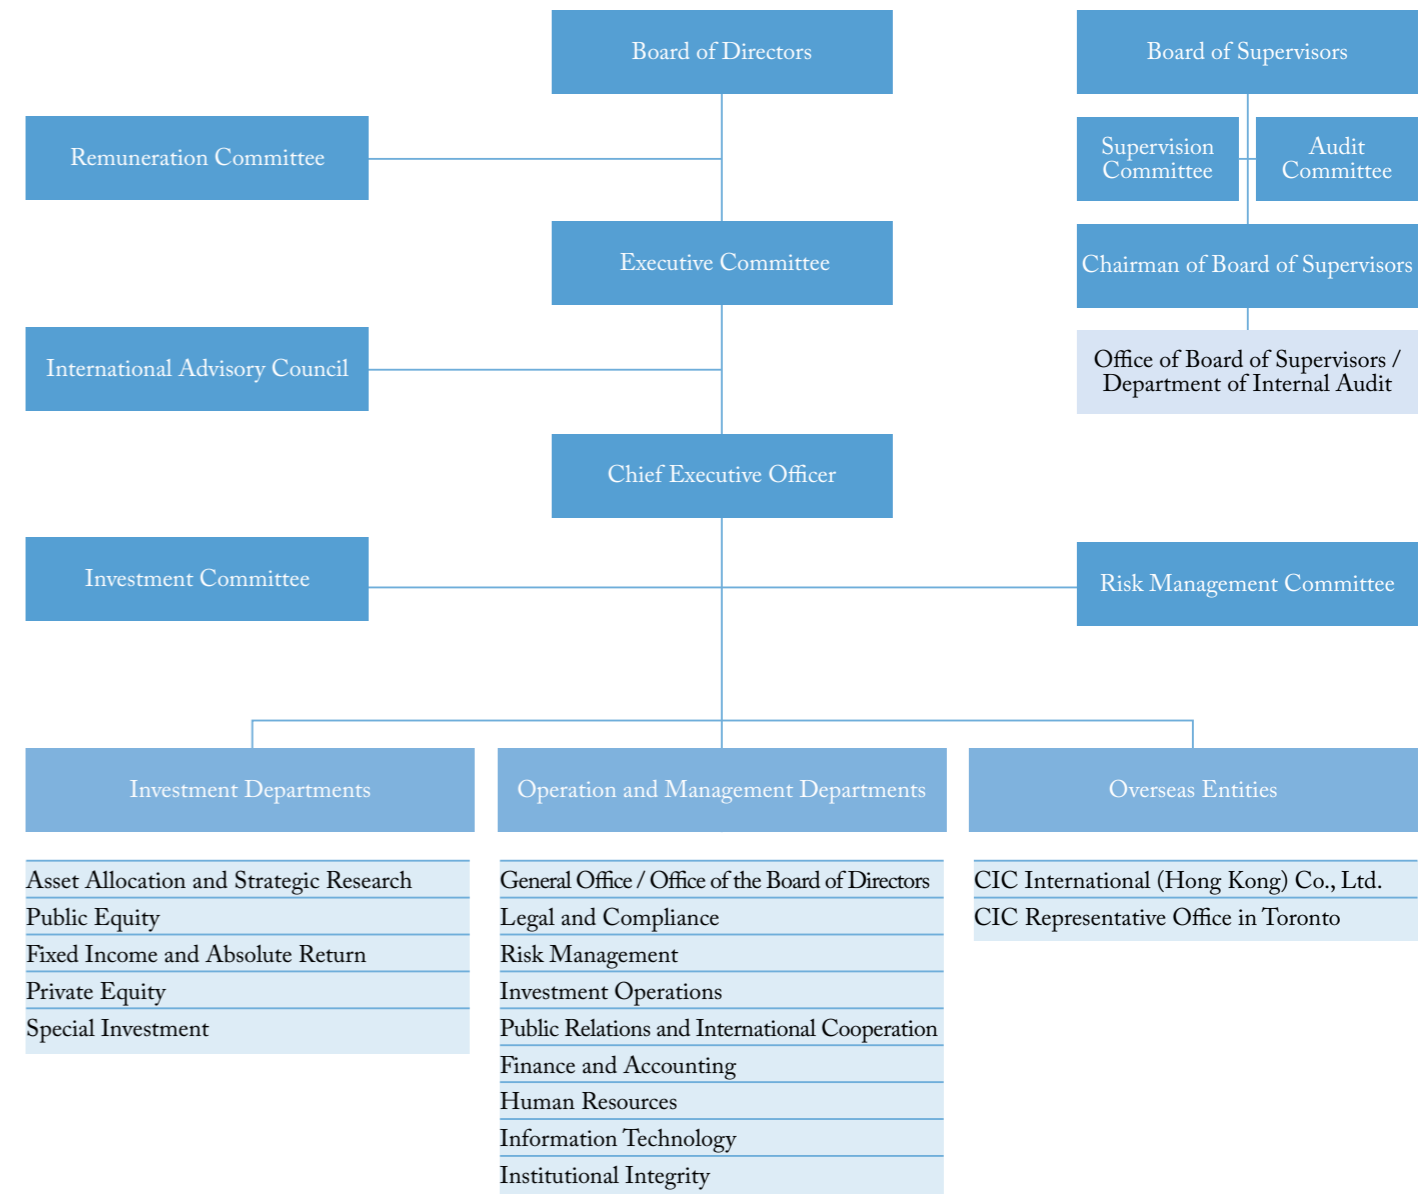 Board of Directors
Board of Supervisors
Remuneration Committee
Supervision
Committee
Audit
Committee
Executive Committee
Chairman of Board of Supervisors
International Advisory Council
Office of Board of Supervisors /
Department of Internal Audit
Chief Executive Officer
Investment Committee
Risk Management Committee
Investment Departments
Operation and Management Departments
Overseas Entities
Asset Allocation and Strategic Research
Public Equity
Fixed Income and Absolute Return
Private Equity
Special Investment
General Office / Office of the Board of Directors
Legal and Compliance
Risk Management
Investment Operations
Public Relations and International Cooperation
Finance and Accounting
Human Resources
Information Technology
Institutional Integrity
CIC International (Hong Kong) Co., Ltd.
CIC Representative Office in Toronto